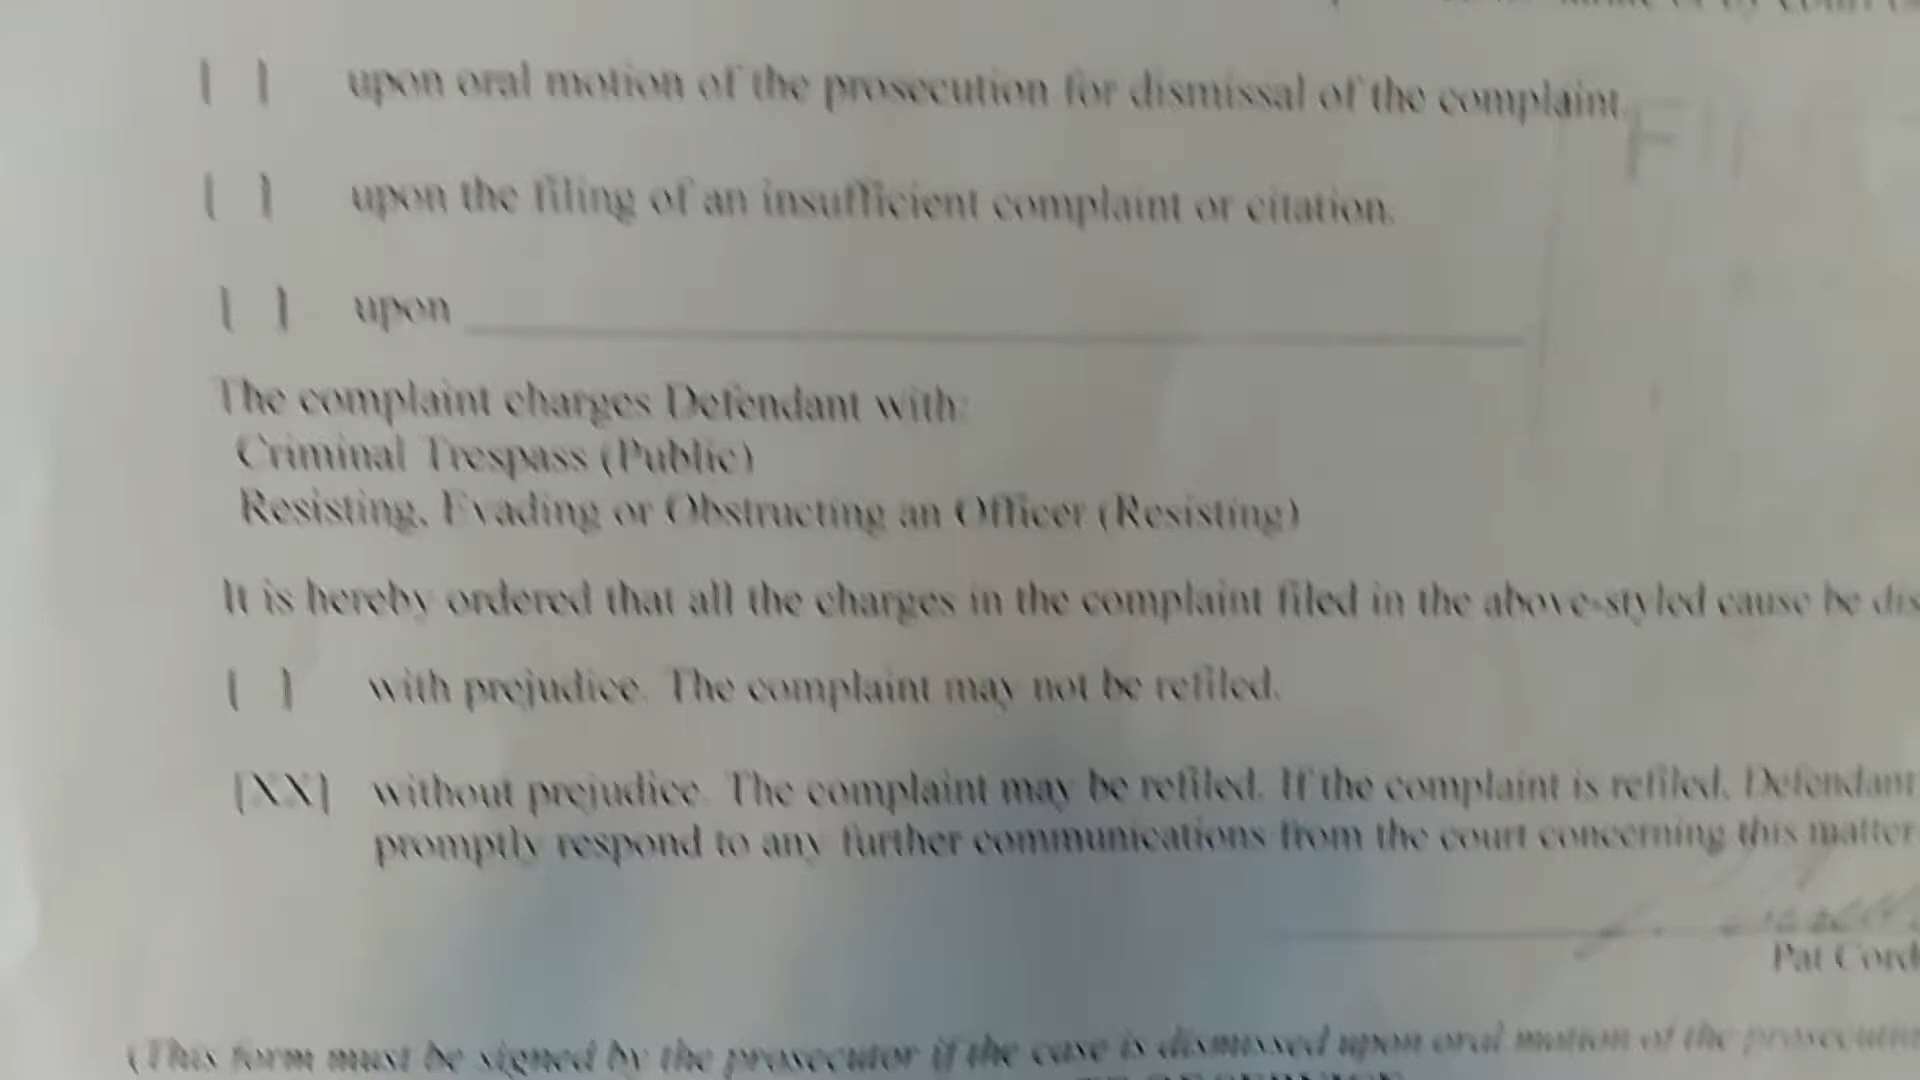 [ ] upon oral motion of the prosecution for dismissal of the complaint.
[ ] upon the filing of an insufficient complaint or citation.
[ ] upon
The complaint charges Defendant with:
Criminal Trespass (Public)
Resisting, Evading or Obstructing an Officer (Resisting)
It is hereby ordered that all the charges in the complaint filed in the above-styled cause be dis
[ ] with prejudice. The complaint may not be refiled.
[XX] without prejudice. The complaint may be refiled. If the complaint is refiled, Defendant
promptly respond to any further communications from the court concerning this matter
Pat Cord
(This form must be signed by the prosecutor if the case is dismissed upon oral motion of the prosecution